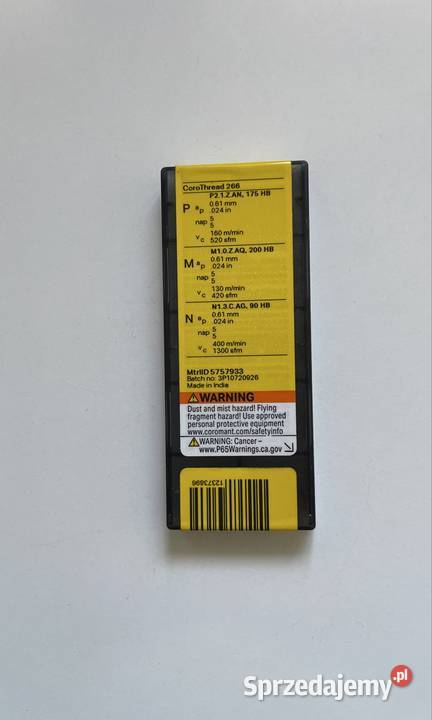 CoroThread 266
P2.1.Z.AN, 175 HB
P ap 0.61 mm
.024 in
nap 5
5
vc 160 m/min
520 sfm
M1.0.Z.AQ, 200 HB
M ap 0.61 mm
.024 in
nap 5
5
vc 130 m/min
420 sfm
N1.3.C.AG, 90 HB
N ap 0.61 mm
.024 in
nap 5
5
vc 400 m/min
1300 sfm
MtrlID 5757933
Batch no: 3P10720926
Made in India
WARNING
Dust and mist hazard! Flying
fragment hazard! Use approved
personal protective equipment
www.coromant.com/safetyinfo
WARNING: Cancer –
www.P65Warnings.ca.gov
12373896
Sprzedajemy.pl